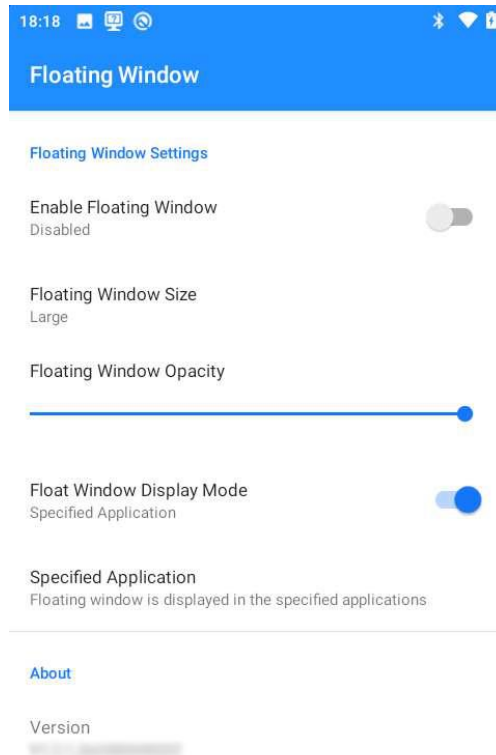 18:18
Floating Window
Floating Window Settings
Enable Floating Window
Disabled
Floating Window Size
Large
Floating Window Opacity
Float Window Display Mode
Specified Application
Specified Application
Floating window is displayed in the specified applications
About
Version